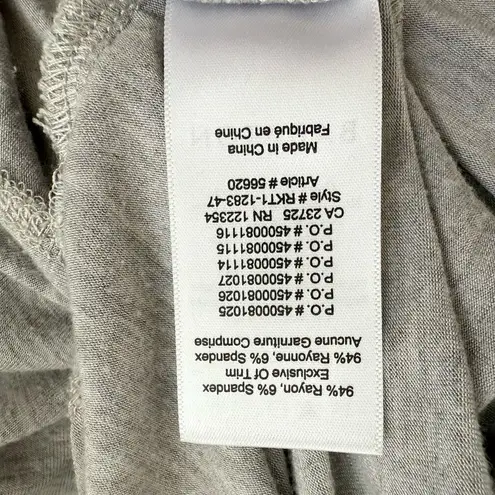 94% Rayon, 6% Spandex
Exclusive Of Trim
94% Rayonne, 6% Spandex
Aucune Garniture Comprise
P.O. # 4500081025
P.O. # 4500081026
P.O. # 4500081027
P.O. # 4500081114
P.O. # 4500081115
P.O. # 4500081116
CA 23725 RN 122354
Style # RKT1-1283-47
Article # 56620
Made in China
Fabriqué en Chine